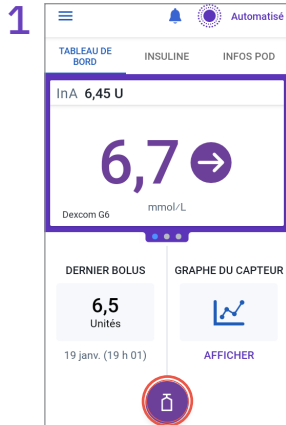 1
Automatisé
TABLEAU DE
BORD
INSULINE
INFOS POD
InA 6,45 U
6,7
mmol/L
Dexcom G6
DERNIER BOLUS
GRAPHE DU CAPTEUR
6,5
Unités
19 janv. (19 h 01)
AFFICHER